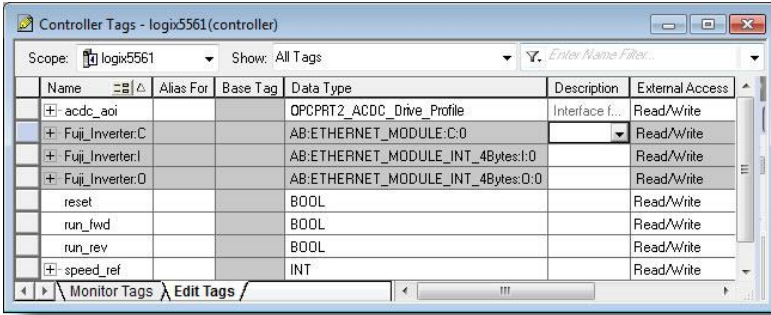 Controller Tags - logix5561(controller)
Scope: logix5561 Show: All Tags Enter Name Filter...
Name Alias For Base Tag Data Type Description External Access
acdc_aoi OPCPRT2_ACDC_Drive_Profile Interface f... Read/Write
Fuji_Inverter:C AB:ETHERNET_MODULE:C:0 Read/Write
Fuji_Inverter:I AB:ETHERNET_MODULE_INT_4Bytes:I:0 Read/Write
Fuji_Inverter:O AB:ETHERNET_MODULE_INT_4Bytes:O:0 Read/Write
reset BOOL Read/Write
run_fwd BOOL Read/Write
run_rev BOOL Read/Write
speed_ref INT Read/Write
Monitor Tags Edit Tags